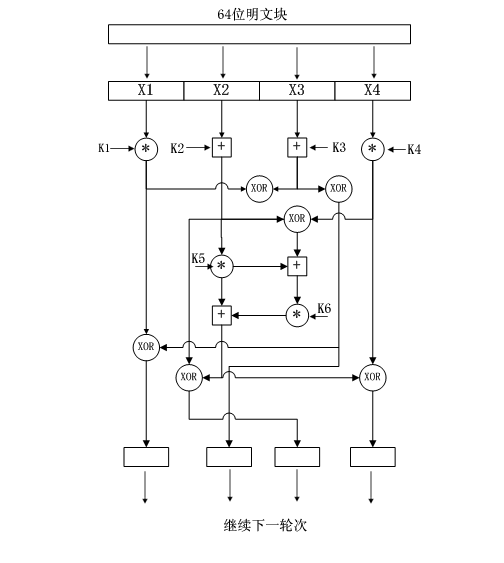 64位明文块
X1 X2 X3 X4
K1 * K2 + + K3 * K4
XOR XOR
XOR
K5 * +
+ * K6
XOR
XOR XOR
继续下一轮次